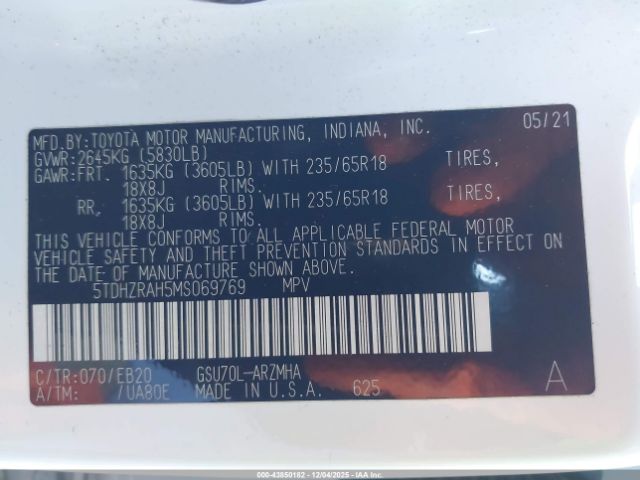 MFD.BY:TOYOTA MOTOR MANUFACTURING, INDIANA, INC. 05/21
GVWR:2645KG (5830LB)
GAWR:FRT. 1635KG (3605LB) WITH 235/65R18 TIRES,
18X8J RIMS.
RR, 1635KG (3605LB) WITH 235/65R18 TIRES,
18X8J RIMS.
THIS VEHICLE CONFORMS TO ALL APPLICABLE FEDERAL MOTOR
VEHICLE SAFETY AND THEFT PREVENTION STANDARDS IN EFFECT ON
THE DATE OF MANUFACTURE SHOWN ABOVE.
5TDHZRAH5MS069769 MPV
C/TR:070/EB20 GSU70L-ARZMHA
A/TM: /UA80E MADE IN U.S.A. 625 A
000-43850162 - 12/04/2025 - IAAI.com